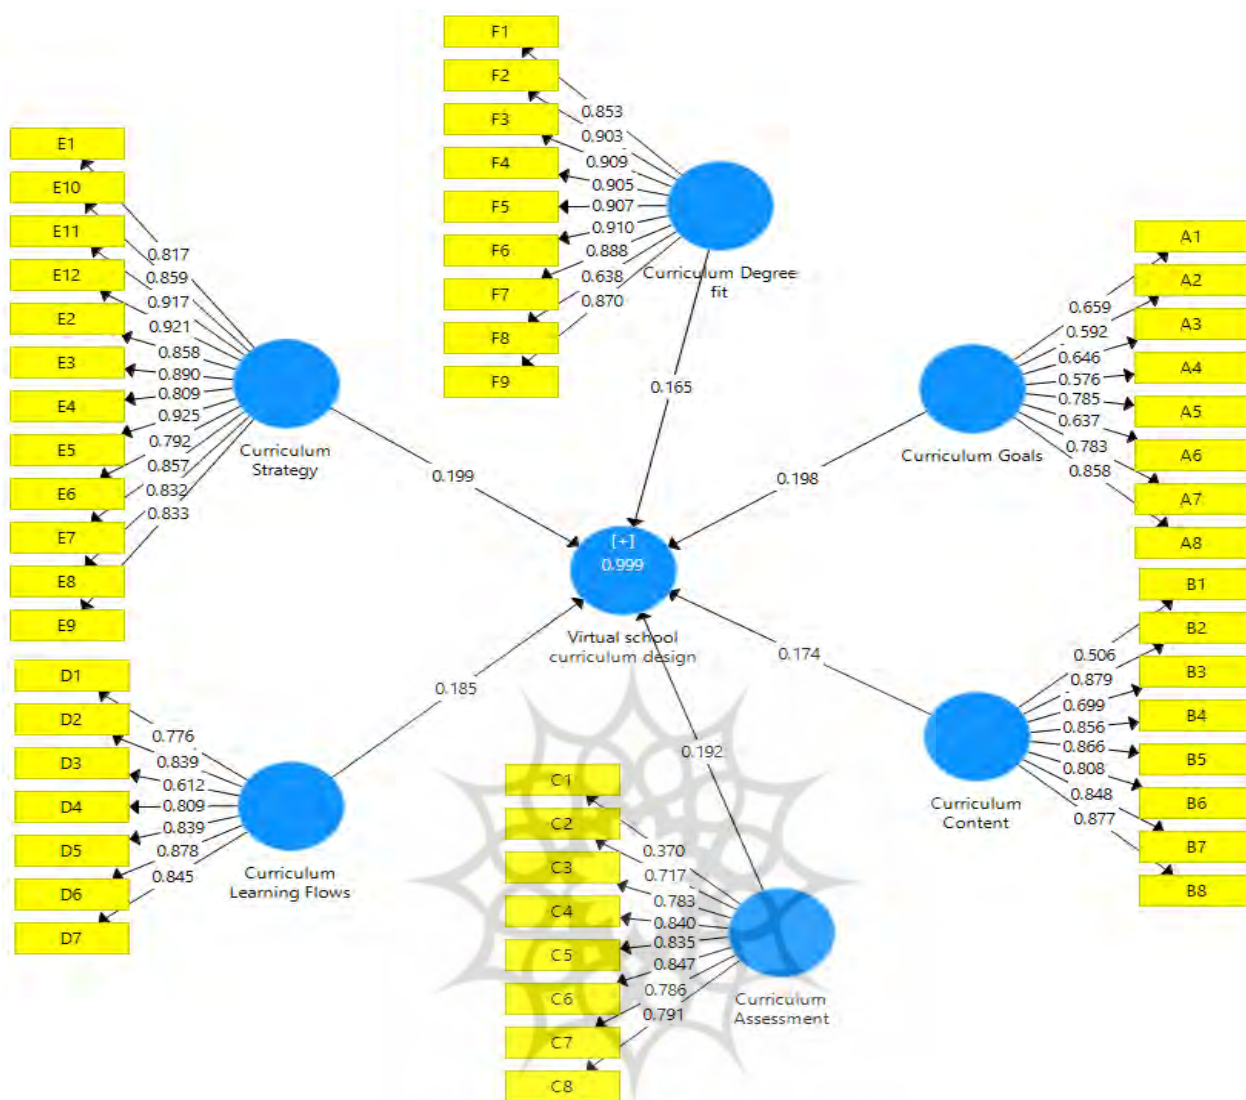 F1
F2
F3
F4
F5
F6
F7
F8
F9
0.853
0.903
0.909
0.905
0.907
0.910
0.888
0.638
0.870
Curriculum Degree
fit
0.165
E1
E10
E11
E12
E2
E3
E4
E5
E6
E7
E8
E9
0.817
0.859
0.917
0.921
0.858
0.890
0.809
0.925
0.792
0.857
0.832
0.833
Curriculum
Strategy
0.199
A1
A2
A3
A4
A5
A6
A7
A8
0.659
0.592
0.646
0.576
0.785
0.637
0.783
0.858
Curriculum Goals
0.198
[+]
0.999
Virtual school
curriculum design
B1
B2
B3
B4
B5
B6
B7
B8
0.506
0.879
0.699
0.856
0.866
0.808
0.848
0.877
Curriculum
Content
0.174
D1
D2
D3
D4
D5
D6
D7
0.776
0.839
0.612
0.809
0.839
0.878
0.845
Curriculum
Learning Flows
0.185
C1
C2
C3
C4
C5
C6
C7
C8
0.370
0.717
0.783
0.840
0.835
0.847
0.786
0.791
Curriculum
Assessment
0.192